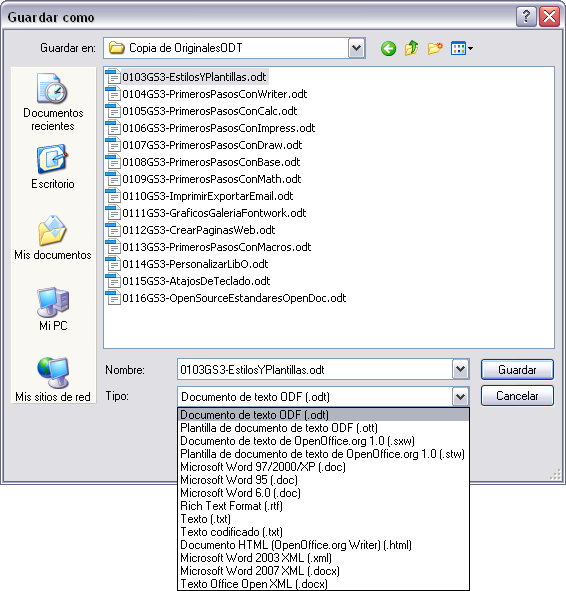 Guardar como
Guardar en:
Copia de OriginalesODT
Documentos
recientes
Escritorio
Mis documentos
Mi PC
Mis sitios de red
0103GS3-EstilosYPlantillas.odt
0104GS3-PrimerosPasosConWriter.odt
0105GS3-PrimerosPasosConCalc.odt
0106GS3-PrimerosPasosConImpress.odt
0107GS3-PrimerosPasosConDraw.odt
0108GS3-PrimerosPasosConBase.odt
0109GS3-PrimerosPasosConMath.odt
0110GS3-ImprimirExportarEmail.odt
0111GS3-GraficosGaleriaFontwork.odt
0112GS3-CrearPaginasWeb.odt
0113GS3-PrimerosPasosConMacros.odt
0114GS3-PersonalizarLibO.odt
0115GS3-AtajosDeTeclado.odt
0116GS3-OpenSourceEstandaresOpenDoc.odt
Nombre:
0103GS3-EstilosYPlantillas.odt
Guardar
Tipo:
Documento de texto ODF (.odt)
Cancelar
Documento de texto ODF (.odt)
Plantilla de documento de texto ODF (.ott)
Documento de texto de OpenOffice.org 1.0 (.sxw)
Plantilla de documento de texto de OpenOffice.org 1.0 (.stw)
Microsoft Word 97/2000/XP (.doc)
Microsoft Word 95 (.doc)
Microsoft Word 6.0 (.doc)
Rich Text Format (.rtf)
Texto (.txt)
Texto codificado (.txt)
Documento HTML (OpenOffice.org Writer) (.html)
Microsoft Word 2003 XML (.xml)
Microsoft Word 2007 XML (.docx)
Texto Office Open XML (.docx)